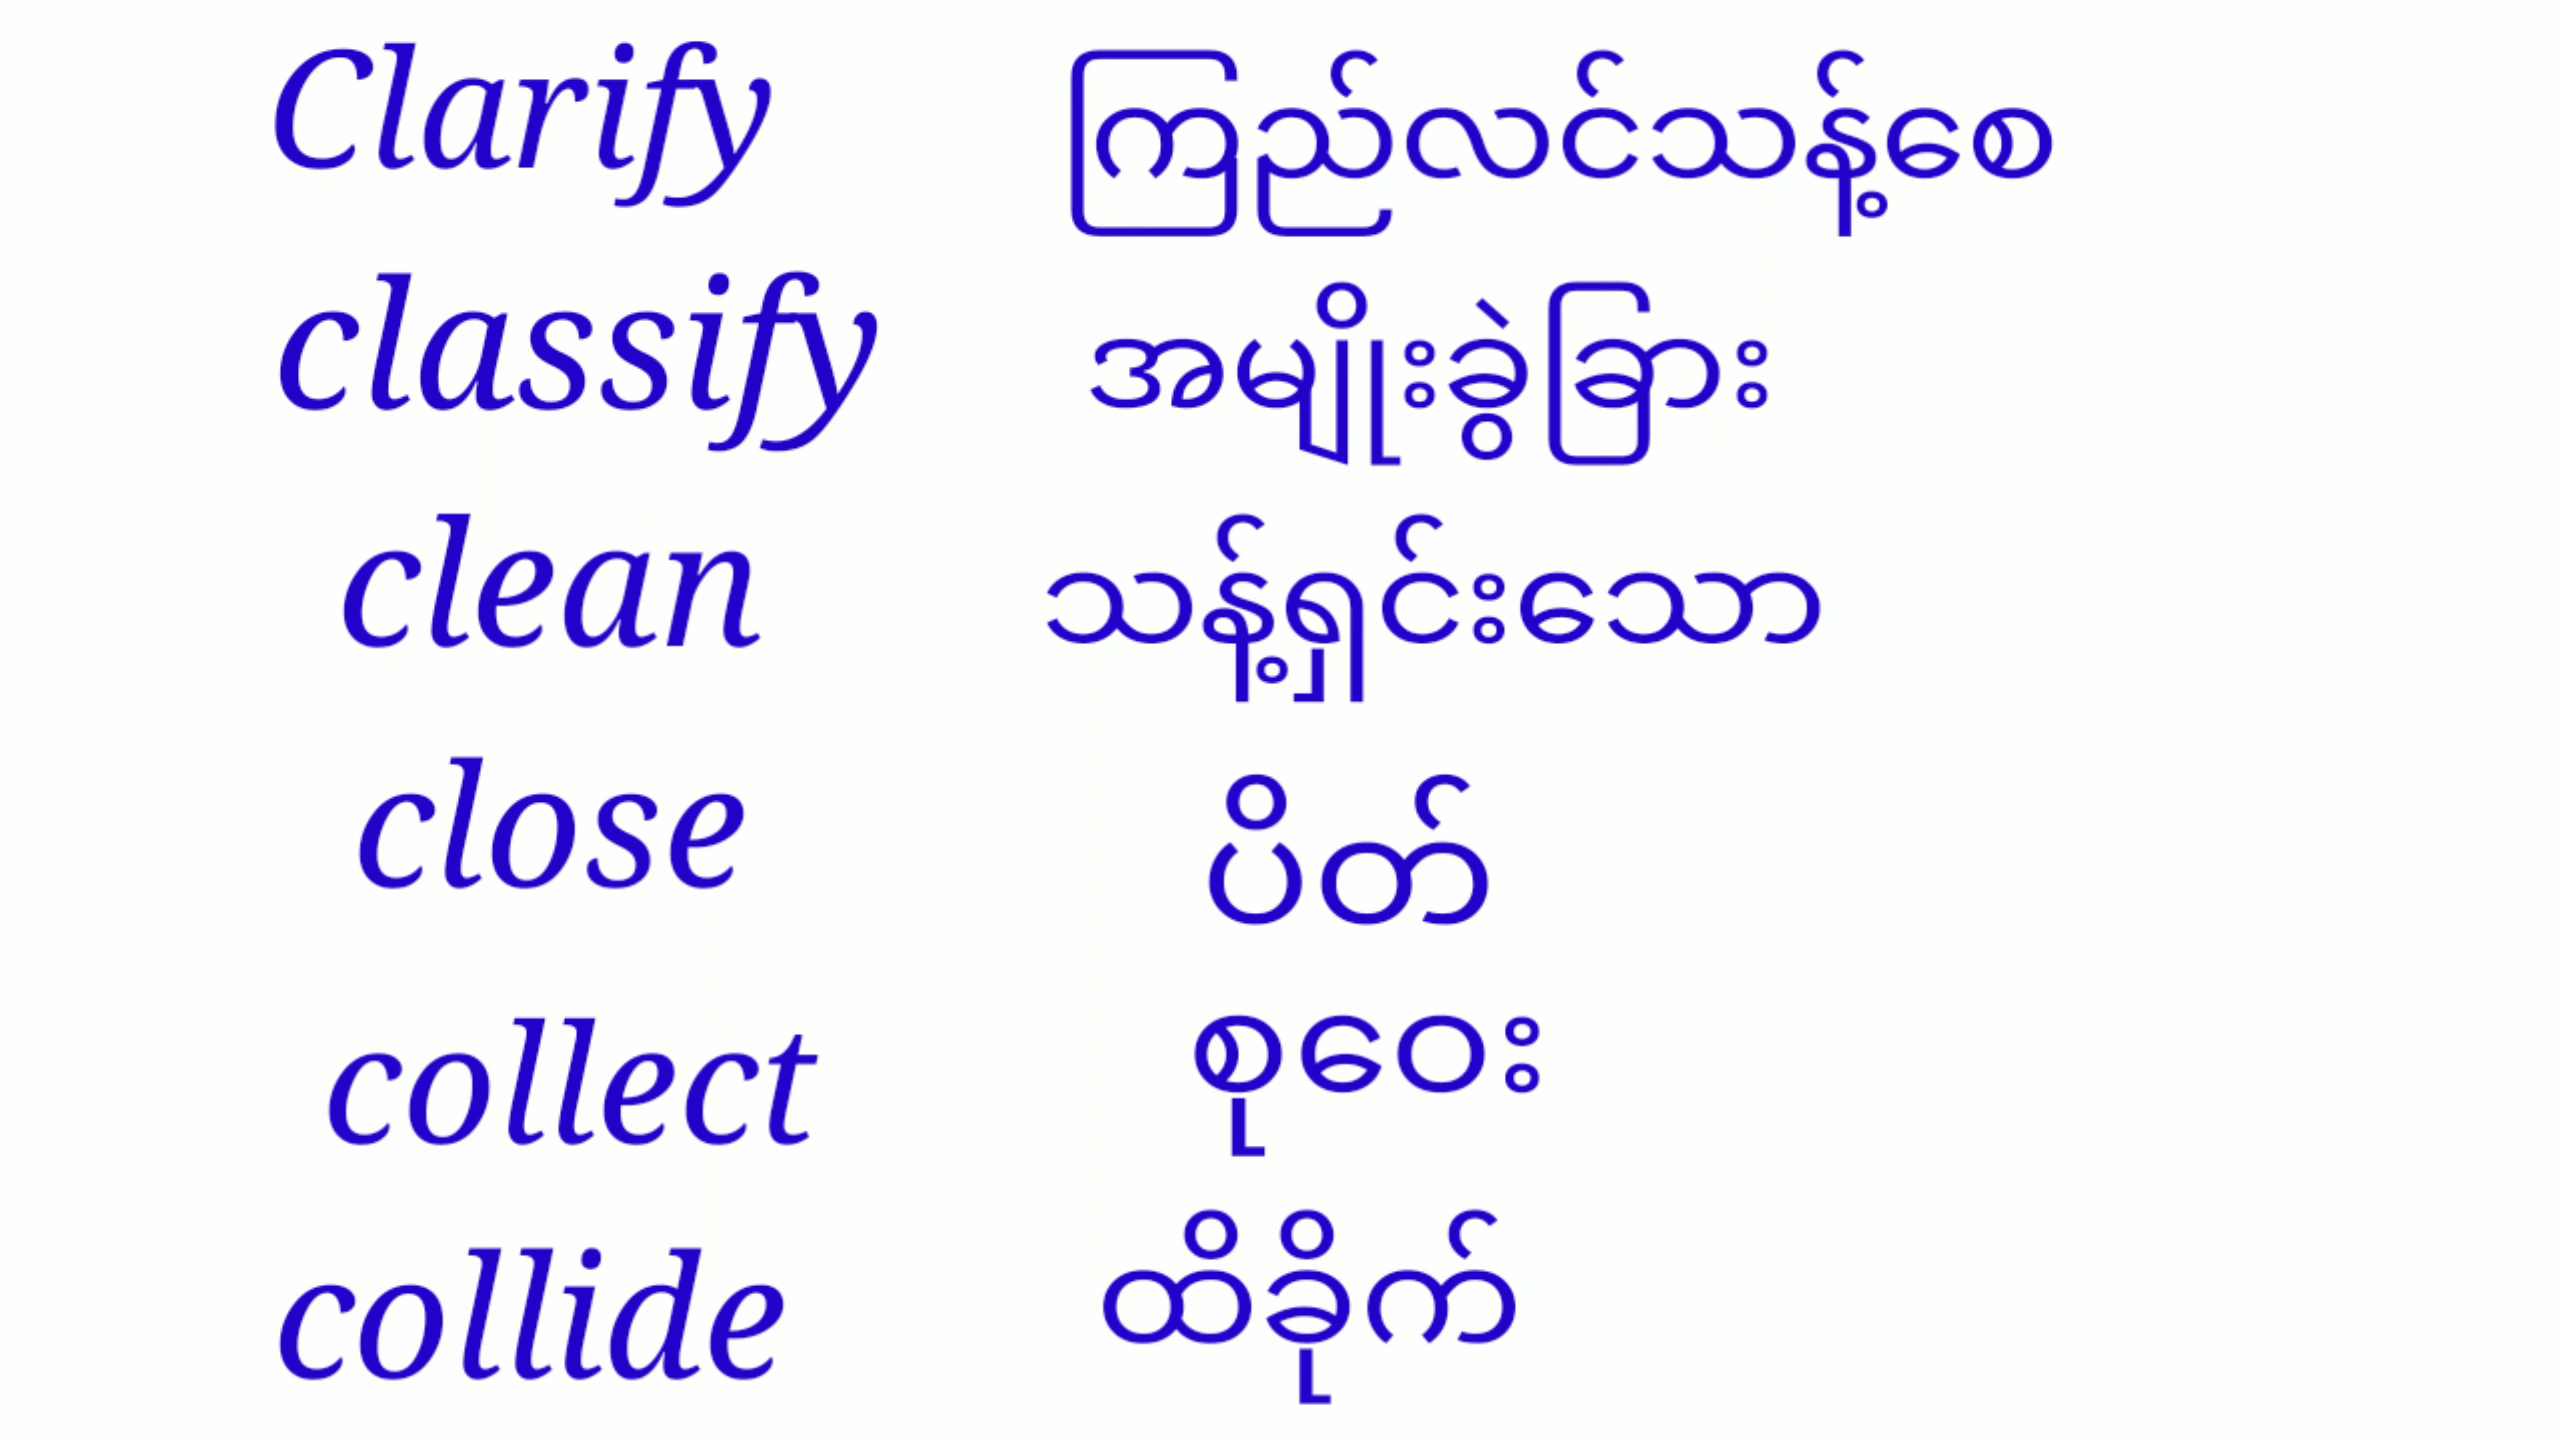 Clarify ကြည်လင်သန့်စေ
classify အမျိုးခွဲခြား
clean သန့်ရှင်းသော
close ပိတ်
collect စုဝေး
collide ထိခိုက်